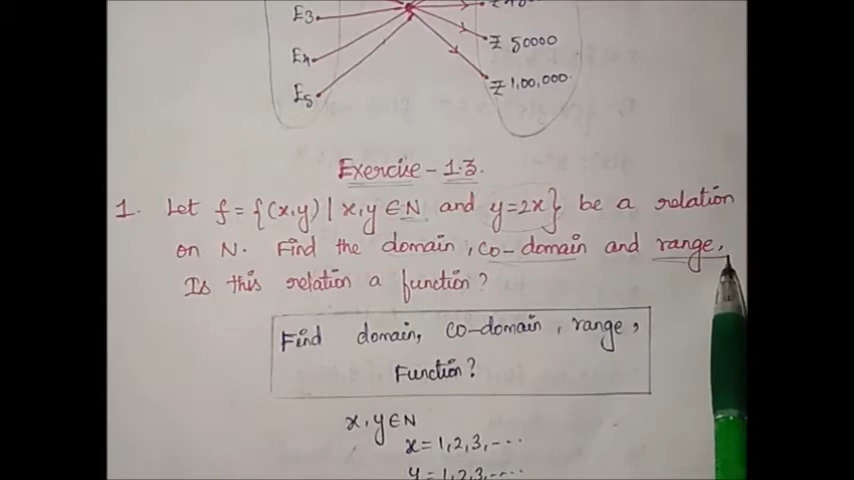 E3
E4
₹ 50000
E5
₹ 1,00,000.
Exercise - 1.3.
1. Let f = {(x,y) | x,y ∈ N and y=2x} be a relation
on N. Find the domain, co-domain and range,
Is this relation a function?
Find domain, co-domain, range,
Function?
x,y ∈ N
x = 1,2,3,...
y = 1,2,3,....